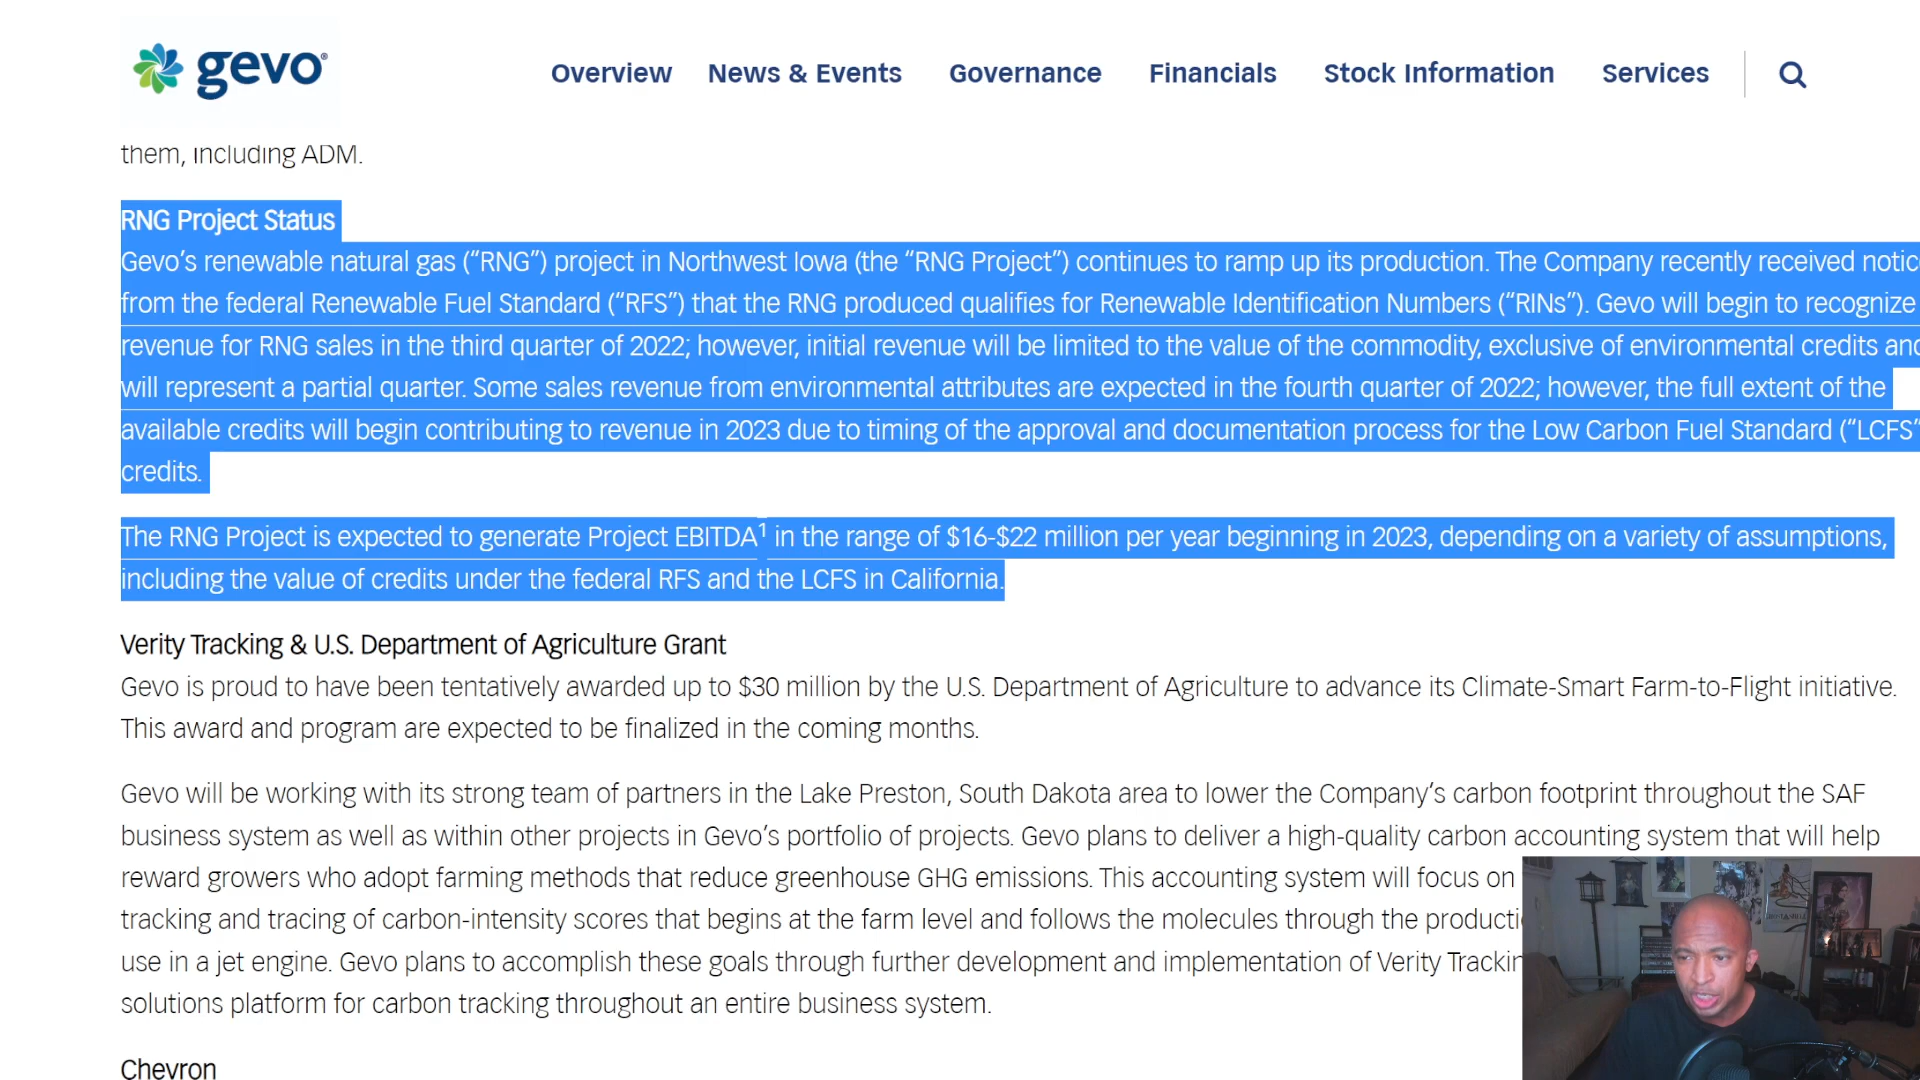 gevo®
Overview News & Events Governance Financials Stock Information Services
them, including ADM.
RNG Project Status
Gevo’s renewable natural gas (“RNG”) project in Northwest Iowa (the “RNG Project”) continues to ramp up its production. The Company recently received notic
from the federal Renewable Fuel Standard (“RFS”) that the RNG produced qualifies for Renewable Identification Numbers (“RINs”). Gevo will begin to recognize
revenue for RNG sales in the third quarter of 2022; however, initial revenue will be limited to the value of the commodity, exclusive of environmental credits and
will represent a partial quarter. Some sales revenue from environmental attributes are expected in the fourth quarter of 2022; however, the full extent of the
available credits will begin contributing to revenue in 2023 due to timing of the approval and documentation process for the Low Carbon Fuel Standard (“LCFS”
credits.
The RNG Project is expected to generate Project EBITDA¹ in the range of $16-$22 million per year beginning in 2023, depending on a variety of assumptions,
including the value of credits under the federal RFS and the LCFS in California.
Verity Tracking & U.S. Department of Agriculture Grant
Gevo is proud to have been tentatively awarded up to $30 million by the U.S. Department of Agriculture to advance its Climate-Smart Farm-to-Flight initiative.
This award and program are expected to be finalized in the coming months.
Gevo will be working with its strong team of partners in the Lake Preston, South Dakota area to lower the Company’s carbon footprint throughout the SAF
business system as well as within other projects in Gevo’s portfolio of projects. Gevo plans to deliver a high-quality carbon accounting system that will help
reward growers who adopt farming methods that reduce greenhouse GHG emissions. This accounting system will focus on
tracking and tracing of carbon-intensity scores that begins at the farm level and follows the molecules through the producti
use in a jet engine. Gevo plans to accomplish these goals through further development and implementation of Verity Trackin
solutions platform for carbon tracking throughout an entire business system.
Chevron